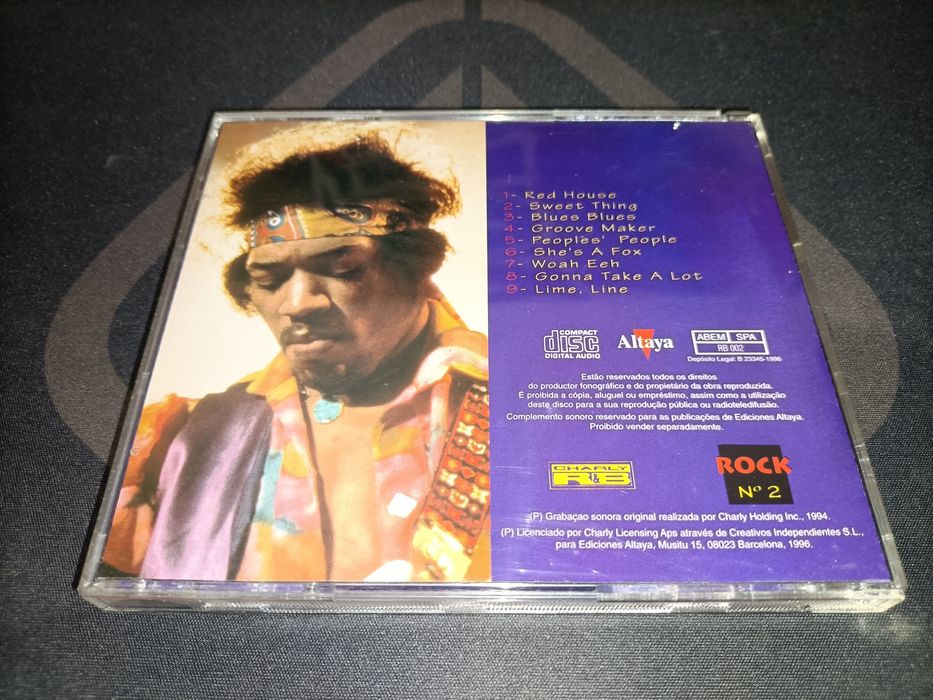 1- Red House
2- Sweet Thing
3- Blues Blues
4- Groove Maker
5- Peoples' People
6- She's A Fox
7- Woah Eeh
8- Gonna Take A Lot
9- Lime, Line
COMPACT
disc
DIGITAL AUDIO
Altaya
ABEM SPA
RB 002
Depósito Legal: B 23345-1996
Estão reservados todos os direitos
do productor fonográfico e do propietário da obra reproduzida.
É proibida a cópia, aluguel ou empréstimo, assim como a utilização
deste disco para a sua reprodução pública ou radioteledifusão.
Complemento sonoro reservado para as publicações de Ediciones Altaya.
Proibido vender separadamente.
CHARLY
R&B
ROCK
Nº 2
(P) Grabaçao sonora original realizada por Charly Holding Inc., 1994.
(P) Licenciado por Charly Licensing Aps através de Creativos Independientes S.L.,
para Ediciones Altaya, Musitu 15, 08023 Barcelona, 1996.